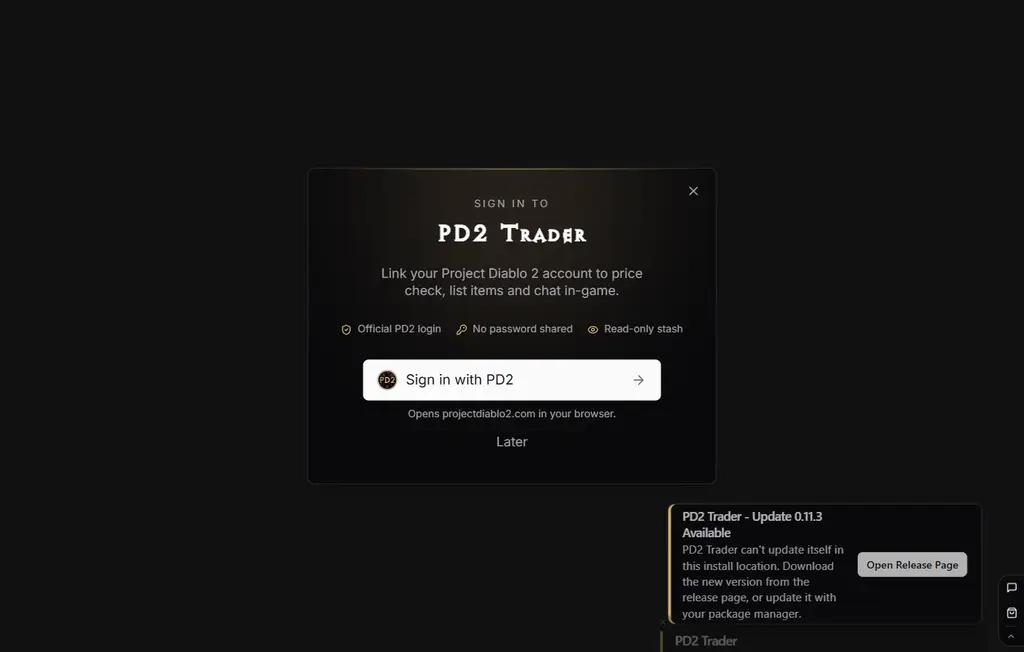 SIGN IN TO
PD2 TRADER
Link your Project Diablo 2 account to price
check, list items and chat in-game.
Official PD2 login
No password shared
Read-only stash
PD2
Sign in with PD2
Opens projectdiablo2.com in your browser.
Later
PD2 Trader - Update 0.11.3
Available
PD2 Trader can't update itself in
this install location. Download
the new version from the
release page, or update it with
your package manager.
Open Release Page
PD2 Trader